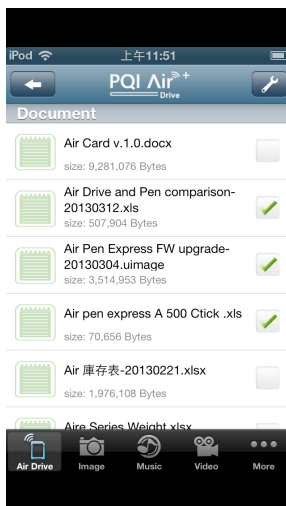 iPod 上午11:51
PQI Air +
Drive
Document
Air Card v.1.0.docx
size: 9,281,076 Bytes
Air Drive and Pen comparison-
20130312.xls
size: 507,904 Bytes
Air Pen Express FW upgrade-
20130304.uimage
size: 3,514,953 Bytes
Air pen express A 500 Ctick .xls
size: 70,656 Bytes
Air 庫存表-20130221.xlsx
size: 1,976,108 Bytes
Aire Series Weight.xlsx
Air Drive Image Music Video More